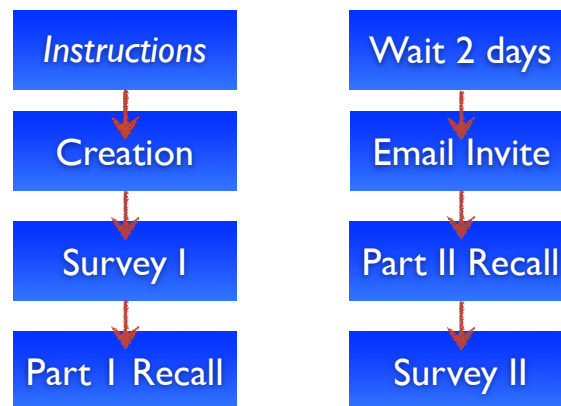 Instructions
Creation
Survey I
Part 1 Recall
Wait 2 days
Email Invite
Part II Recall
Survey II